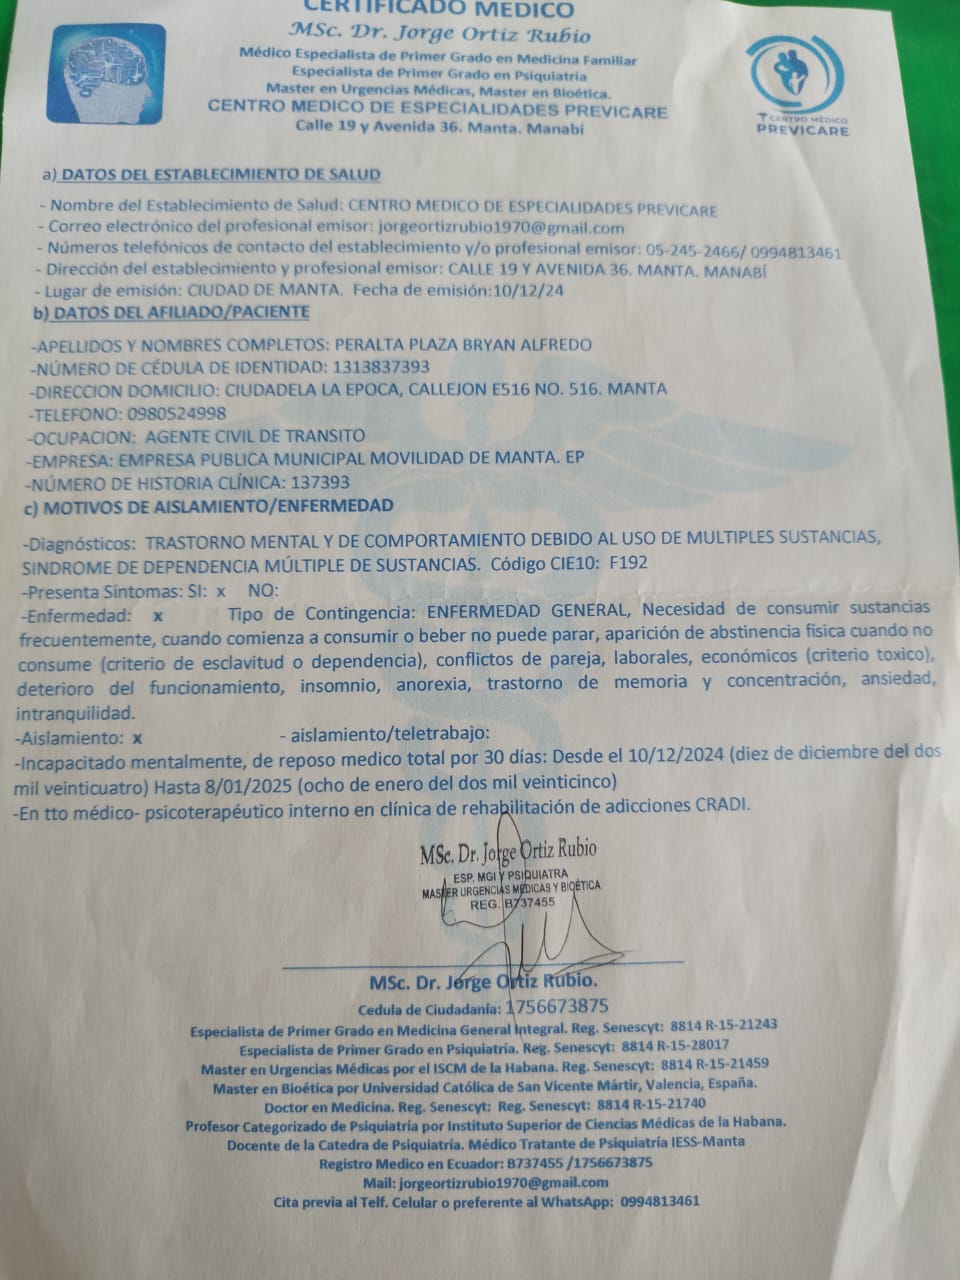 CERTIFICADO MEDICO
MSc. Dr. Jorge Ortiz Rubio
Médico Especialista de Primer Grado en Medicina Familiar
Especialista de Primer Grado en Psiquiatría
Master en Urgencias Médicas, Master en Bioética.
CENTRO MEDICO DE ESPECIALIDADES PREVICARE
Calle 19 y Avenida 36. Manta. Manabí
CENTRO MÉDICO
PREVICARE
a) DATOS DEL ESTABLECIMIENTO DE SALUD
- Nombre del Establecimiento de Salud: CENTRO MEDICO DE ESPECIALIDADES PREVICARE
- Correo electrónico del profesional emisor: jorgeortizrubio1970@gmail.com
- Números telefónicos de contacto del establecimiento y/o profesional emisor: 05-245-2466/ 0994813461
- Dirección del establecimiento y profesional emisor: CALLE 19 Y AVENIDA 36. MANTA. MANABÍ
- Lugar de emisión: CIUDAD DE MANTA. Fecha de emisión:10/12/24
b) DATOS DEL AFILIADO/PACIENTE
-APELLIDOS Y NOMBRES COMPLETOS: PERALTA PLAZA BRYAN ALFREDO
-NÚMERO DE CÉDULA DE IDENTIDAD: 1313837393
-DIRECCION DOMICILIO: CIUDADELA LA EPOCA, CALLEJON E516 NO. 516. MANTA
-TELEFONO: 0980524998
-OCUPACION: AGENTE CIVIL DE TRANSITO
-EMPRESA: EMPRESA PUBLICA MUNICIPAL MOVILIDAD DE MANTA. EP
-NÚMERO DE HISTORIA CLÍNICA: 137393
c) MOTIVOS DE AISLAMIENTO/ENFERMEDAD
-Diagnósticos: TRASTORNO MENTAL Y DE COMPORTAMIENTO DEBIDO AL USO DE MULTIPLES SUSTANCIAS,
SINDROME DE DEPENDENCIA MÚLTIPLE DE SUSTANCIAS. Código CIE10: F192
-Presenta Síntomas: SI: x NO:
-Enfermedad: x Tipo de Contingencia: ENFERMEDAD GENERAL, Necesidad de consumir sustancias
frecuentemente, cuando comienza a consumir o beber no puede parar, aparición de abstinencia física cuando no
consume (criterio de esclavitud o dependencia), conflictos de pareja, laborales, económicos (criterio toxico),
deterioro del funcionamiento, insomnio, anorexia, trastorno de memoria y concentración, ansiedad,
intranquilidad.
-Aislamiento: x - aislamiento/teletrabajo:
-Incapacitado mentalmente, de reposo medico total por 30 días: Desde el 10/12/2024 (diez de diciembre del dos
mil veinticuatro) Hasta 8/01/2025 (ocho de enero del dos mil veinticinco)
-En tto médico- psicoterapéutico interno en clínica de rehabilitación de adicciones CRADI.
MSc. Dr. Jorge Ortiz Rubio
ESP. MGI Y PSIQUIATRA
MASTER URGENCIAS MÉDICAS Y BIOÉTICA
REG. B737455
MSc. Dr. Jorge Ortiz Rubio.
Cedula de Ciudadanía: 1756673875
Especialista de Primer Grado en Medicina General Integral. Reg. Senescyt: 8814 R-15-21243
Especialista de Primer Grado en Psiquiatría. Reg. Senescyt: 8814 R-15-28017
Master en Urgencias Médicas por el ISCM de la Habana. Reg. Senescyt: 8814 R-15-21459
Master en Bioética por Universidad Católica de San Vicente Mártir, Valencia, España.
Doctor en Medicina. Reg. Senescyt: Reg. Senescyt: 8814 R-15-21740
Profesor Categorizado de Psiquiatría por Instituto Superior de Ciencias Médicas de la Habana.
Docente de la Catedra de Psiquiatría. Médico Tratante de Psiquiatría IESS-Manta
Registro Medico en Ecuador: B737455 /1756673875
Mail: jorgeortizrubio1970@gmail.com
Cita previa al Telf. Celular o preferente al WhatsApp: 0994813461